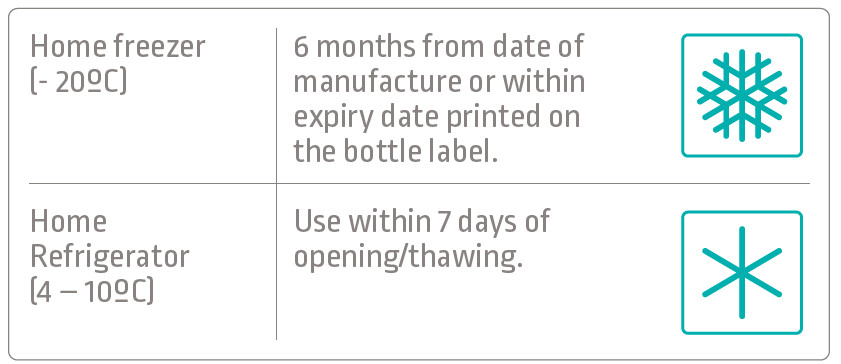 Home freezer
(- 20ºC)
6 months from date of
manufacture or within
expiry date printed on
the bottle label.
Home
Refrigerator
(4 – 10ºC)
Use within 7 days of
opening/thawing.